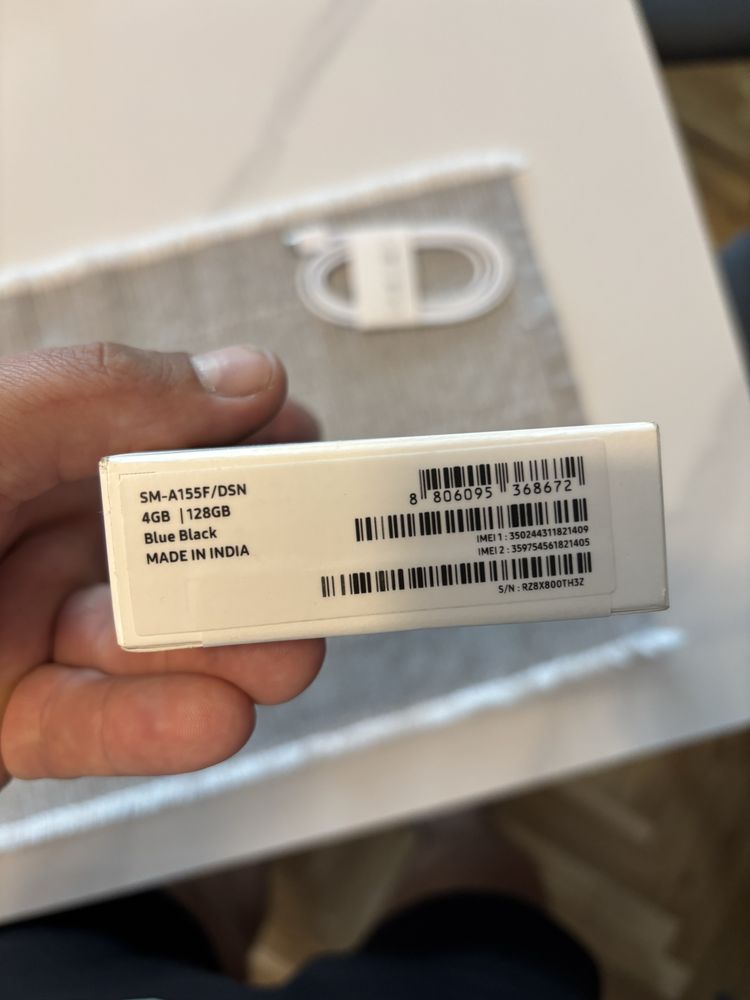 SM-A155F/DSN
4GB | 128GB
Blue Black
MADE IN INDIA
8 806095 368672
IMEI 1 : 350244311821409
IMEI 2 : 359754561821405
S/N : RZ8X800TH3Z